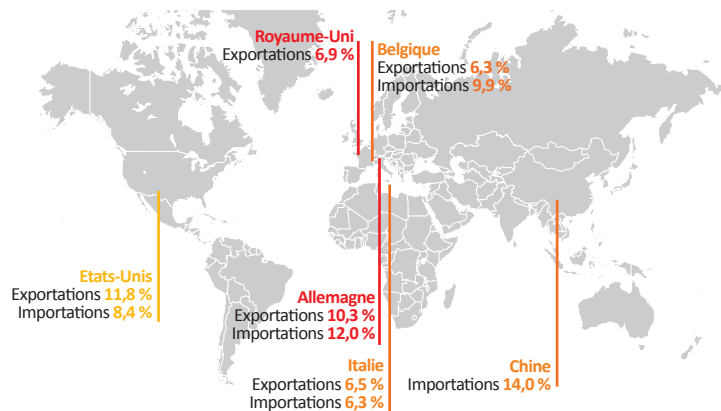 Royaume-Uni
Exportations 6,9 %
Belgique
Exportations 6,3 %
Importations 9,9 %
Etats-Unis
Exportations 11,8 %
Importations 8,4 %
Allemagne
Exportations 10,3 %
Importations 12,0 %
Italie
Exportations 6,5 %
Importations 6,3 %
Chine
Importations 14,0 %